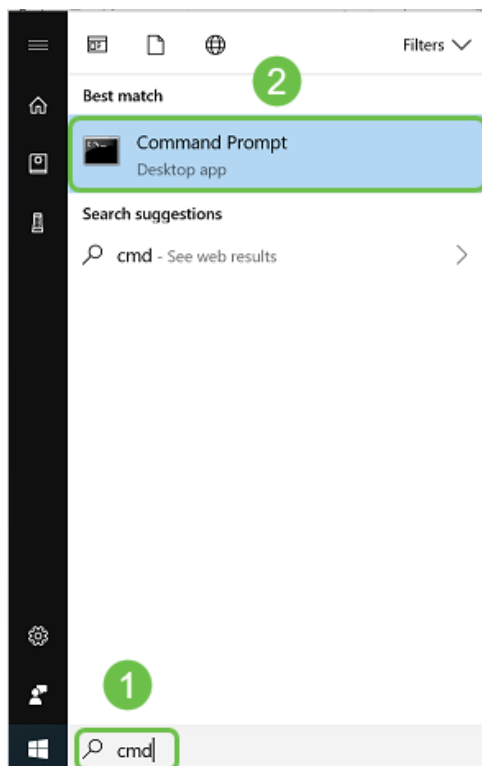 Filters
2
Best match
Command Prompt
Desktop app
Search suggestions
cmd - See web results
1
cmd